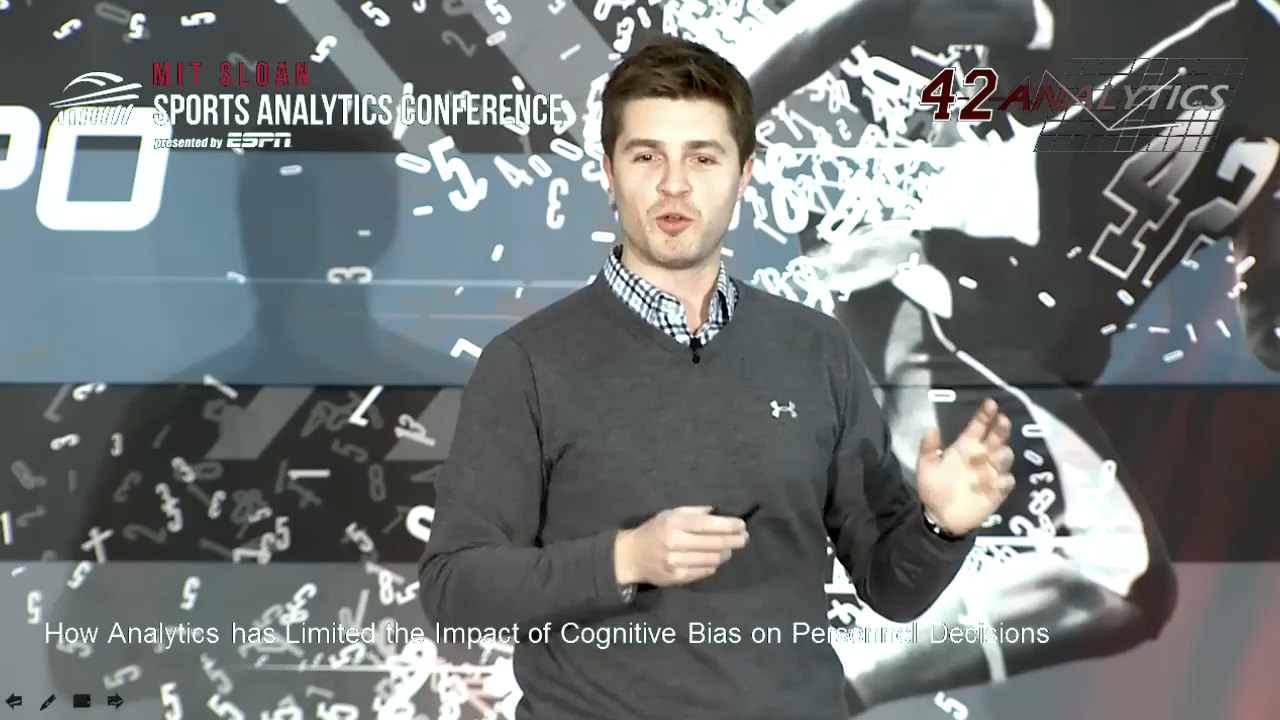 MIT SLOAN
SPORTS ANALYTICS CONFERENCE
presented by ESPN
42 ANALYTICS
How Analytics has Limited the Impact of Cognitive Bias on Personnel Decisions